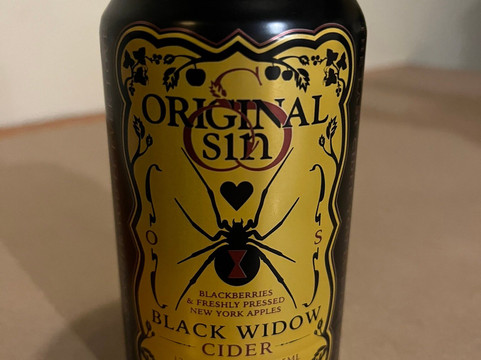 ORIGINAL
sin
O S
BLACKBERRIES
& FRESHLY PRESSED
NEW YORK APPLES
BLACK WIDOW
CIDER